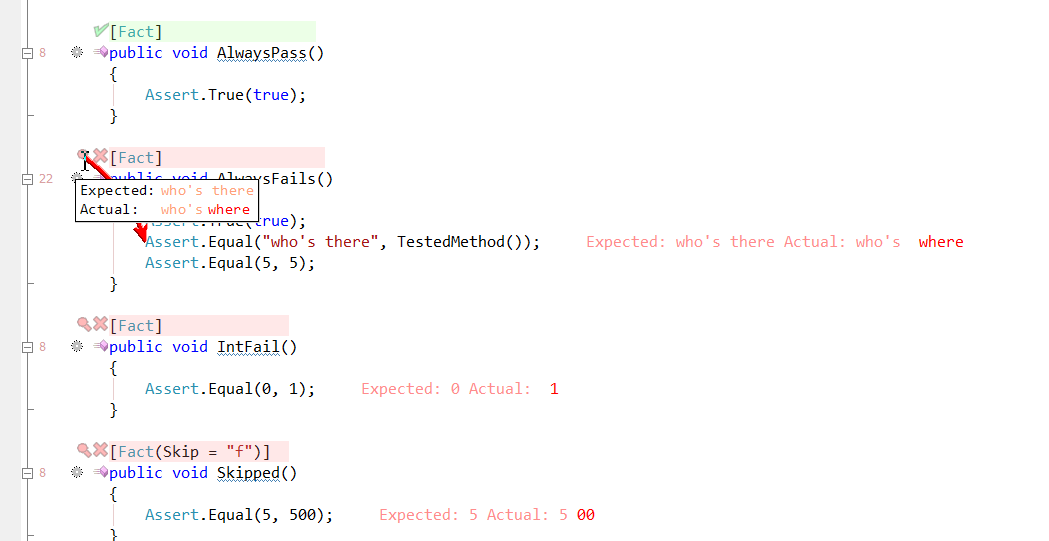 [Fact]
8 public void AlwaysPass()
{
Assert.True(true);
}
[Fact]
22 public void AlwaysFails()
Expected: who's there
Actual: who's where
Assert.True(true);
Assert.Equal("who's there", TestedMethod()); Expected: who's there Actual: who's where
Assert.Equal(5, 5);
}
[Fact]
8 public void IntFail()
{
Assert.Equal(0, 1); Expected: 0 Actual: 1
}
[Fact(Skip = "f")]
8 public void Skipped()
{
Assert.Equal(5, 500); Expected: 5 Actual: 5 00
}